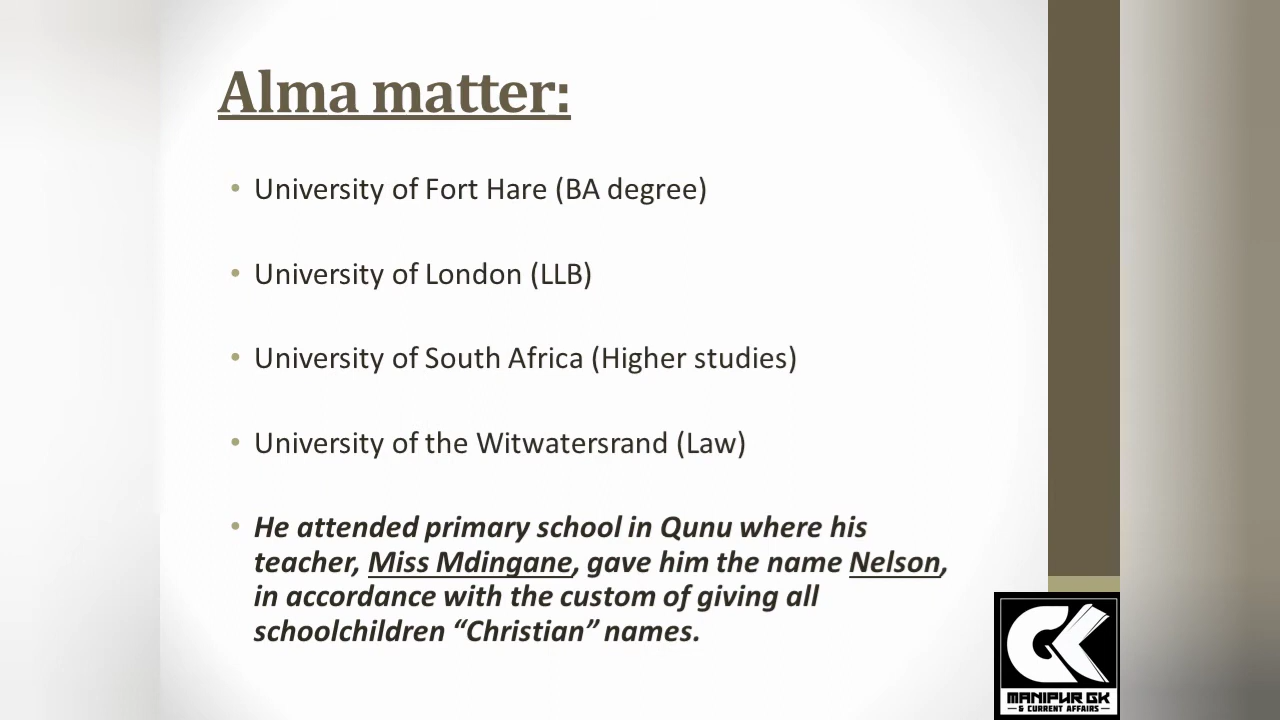 Alma matter:
• University of Fort Hare (BA degree)
• University of London (LLB)
• University of South Africa (Higher studies)
• University of the Witwatersrand (Law)
• He attended primary school in Qunu where his
teacher, Miss Mdingane, gave him the name Nelson,
in accordance with the custom of giving all
schoolchildren “Christian” names.
GK
MANIPUR GK
— & CURRENT AFFAIRS —